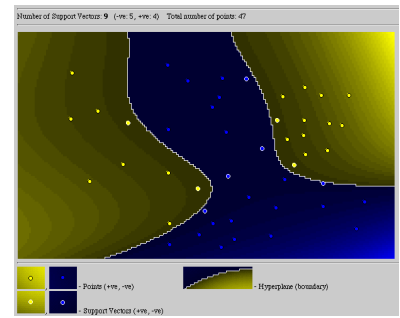 Number of Support Vectors: 9 (-ve: 5, +ve: 4) Total number of points: 47
, - Points (+ve, -ve) - Hyperplane (boundary)
, - Support Vectors (+ve, -ve)